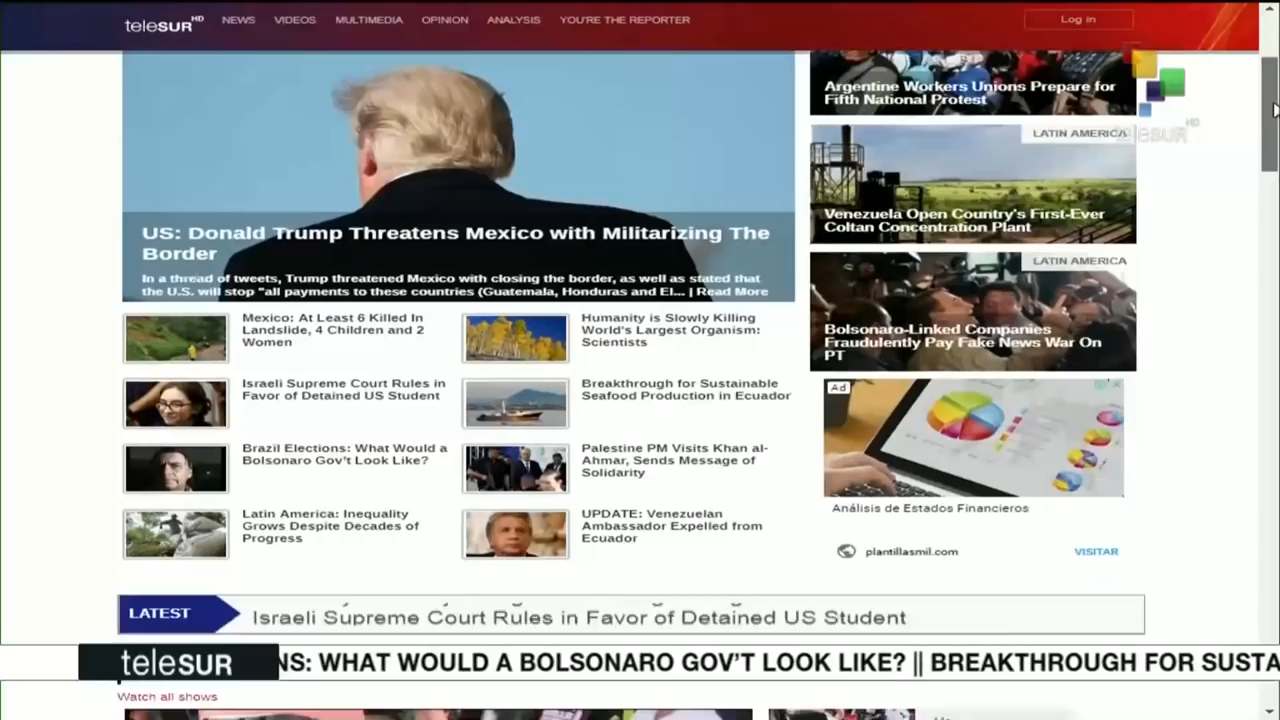 teleSUR HD
NEWS VIDEOS MULTIMEDIA OPINION ANALYSIS YOU'RE THE REPORTER
Log in
US: Donald Trump Threatens Mexico with Militarizing The
Border
In a thread of tweets, Trump threatened Mexico with closing the border, as well as stated that
the U.S. will stop "all payments to these countries (Guatemala, Honduras and El... | Read More
Argentine Workers Unions Prepare for
Fifth National Protest
LATIN AMERICA
teleSUR HD
Venezuela Open Country's First-Ever
Coltan Concentration Plant
LATIN AMERICA
Bolsonaro-Linked Companies
Fraudulently Pay Fake News War On
PT
Mexico: At Least 6 Killed In
Landslide, 4 Children and 2
Women
Humanity is Slowly Killing
World's Largest Organism:
Scientists
Israeli Supreme Court Rules in
Favor of Detained US Student
Breakthrough for Sustainable
Seafood Production in Ecuador
Brazil Elections: What Would a
Bolsonaro Gov't Look Like?
Palestine PM Visits Khan al-
Ahmar, Sends Message of
Solidarity
Latin America: Inequality
Grows Despite Decades of
Progress
UPDATE: Venezuelan
Ambassador Expelled from
Ecuador
Ad
Análisis de Estados Financieros
plantillasmil.com VISITAR
LATEST
Israeli Supreme Court Rules in Favor of Detained US Student
teleSUR
NS: WHAT WOULD A BOLSONARO GOV'T LOOK LIKE? || BREAKTHROUGH FOR SUSTA
Watch all shows